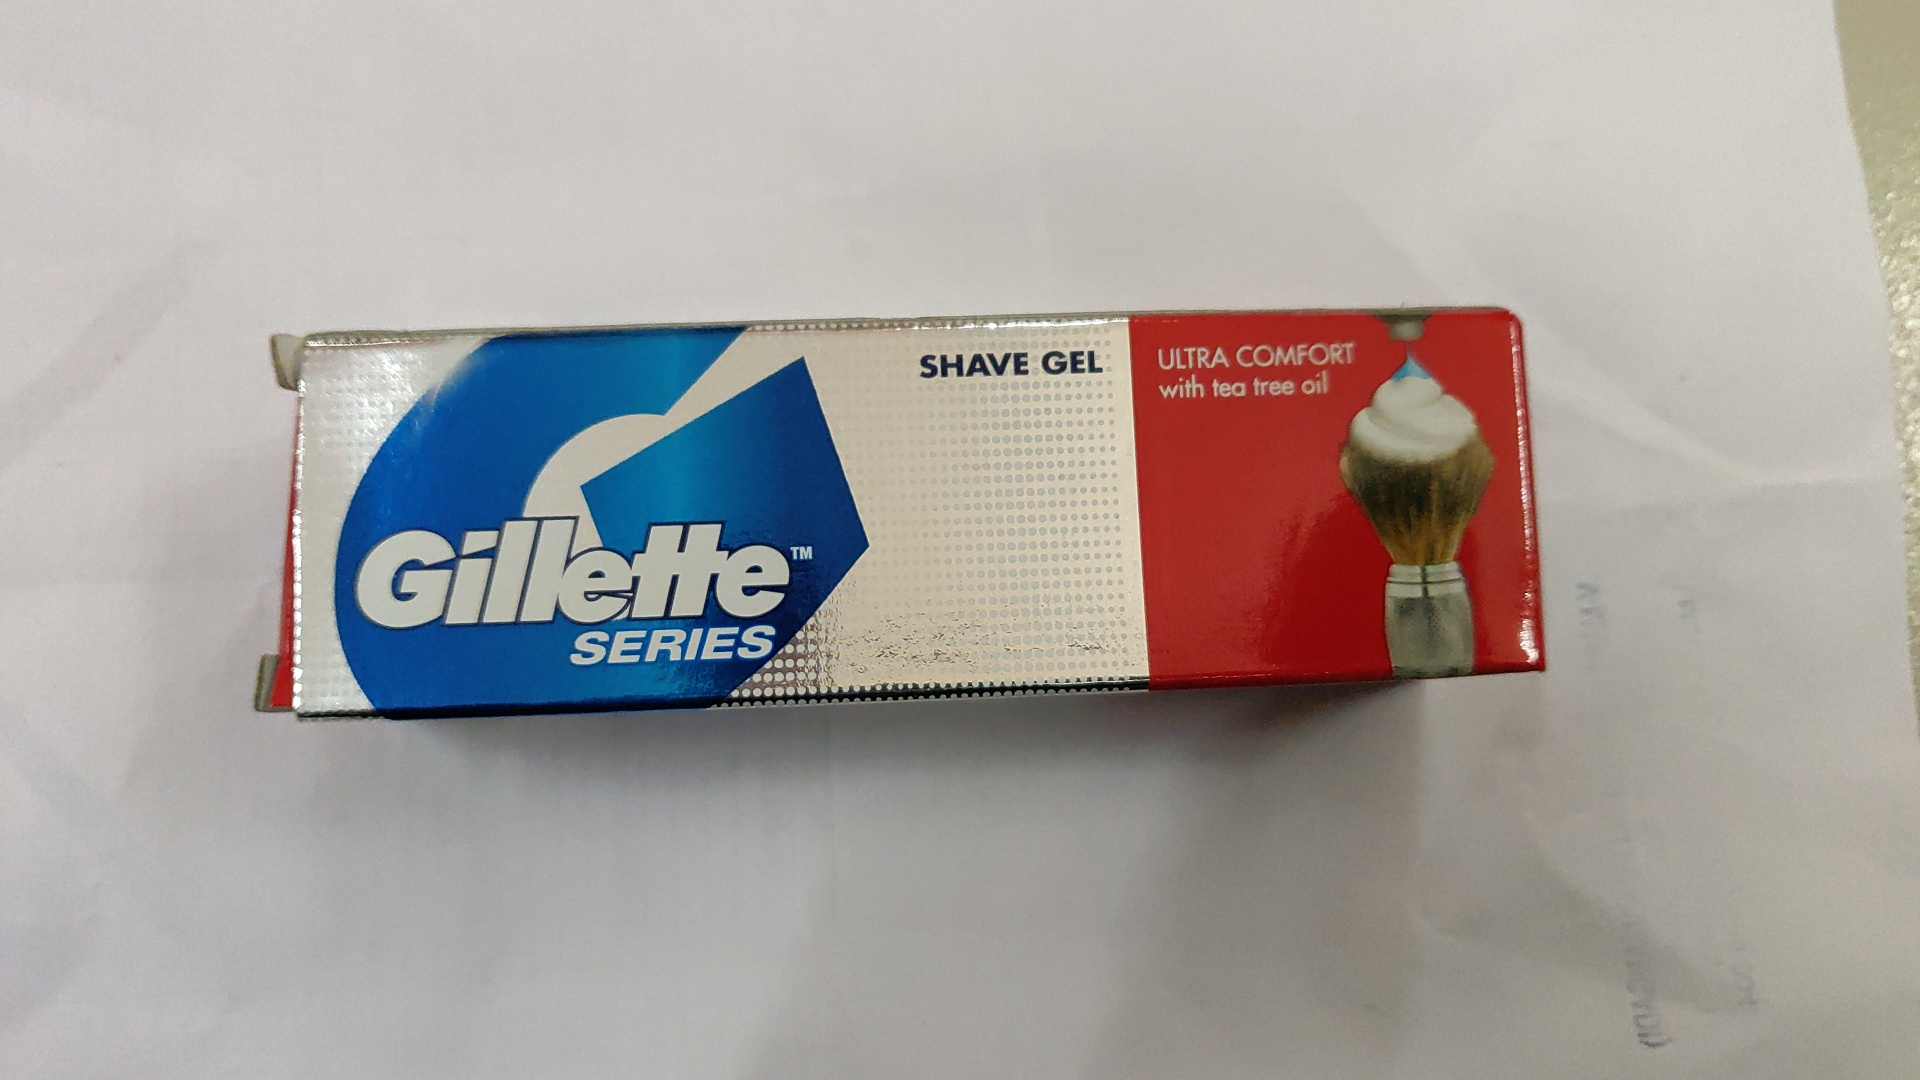 Gillette™
SERIES
SHAVE GEL
ULTRA COMFORT
with tea tree oil